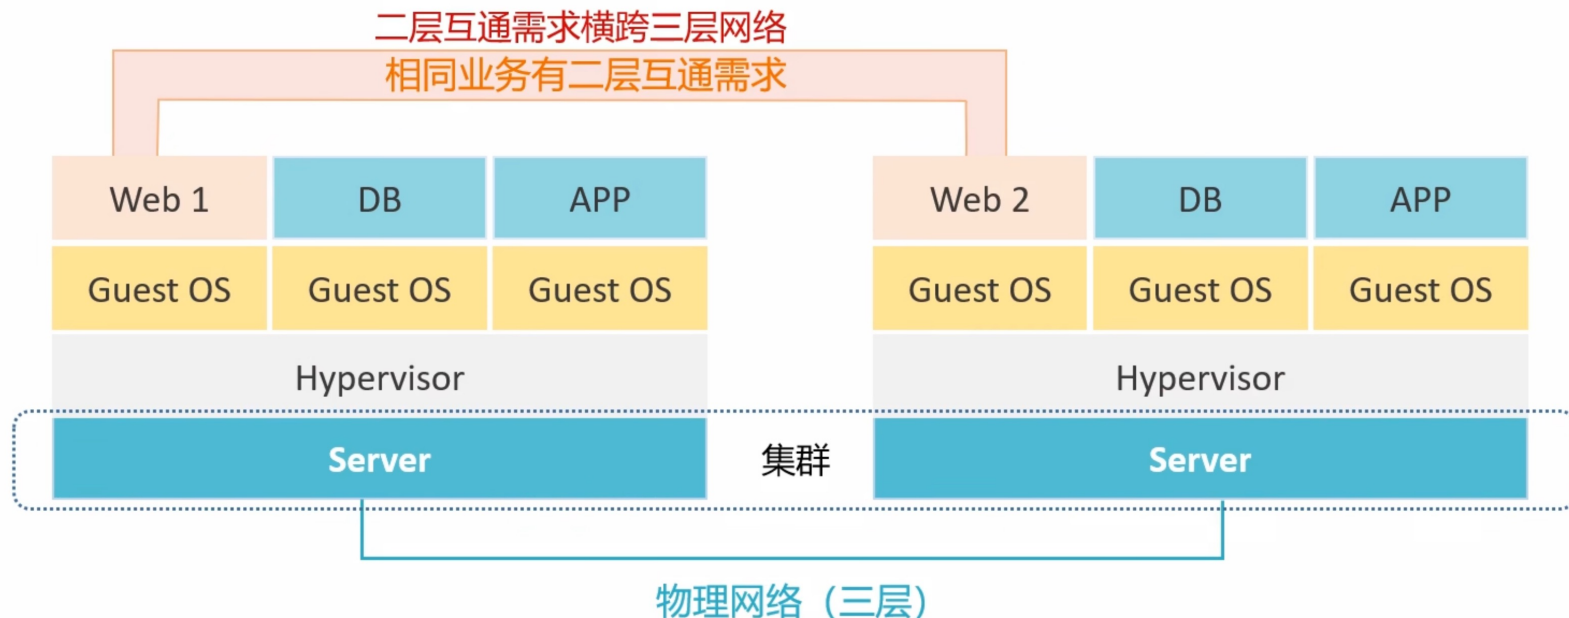 二层互通需求横跨三层网络
相同业务有二层互通需求
Web 1 DB APP Web 2 DB APP
Guest OS Guest OS Guest OS Guest OS Guest OS Guest OS
Hypervisor Hypervisor
Server 集群 Server
物理网络（三层）